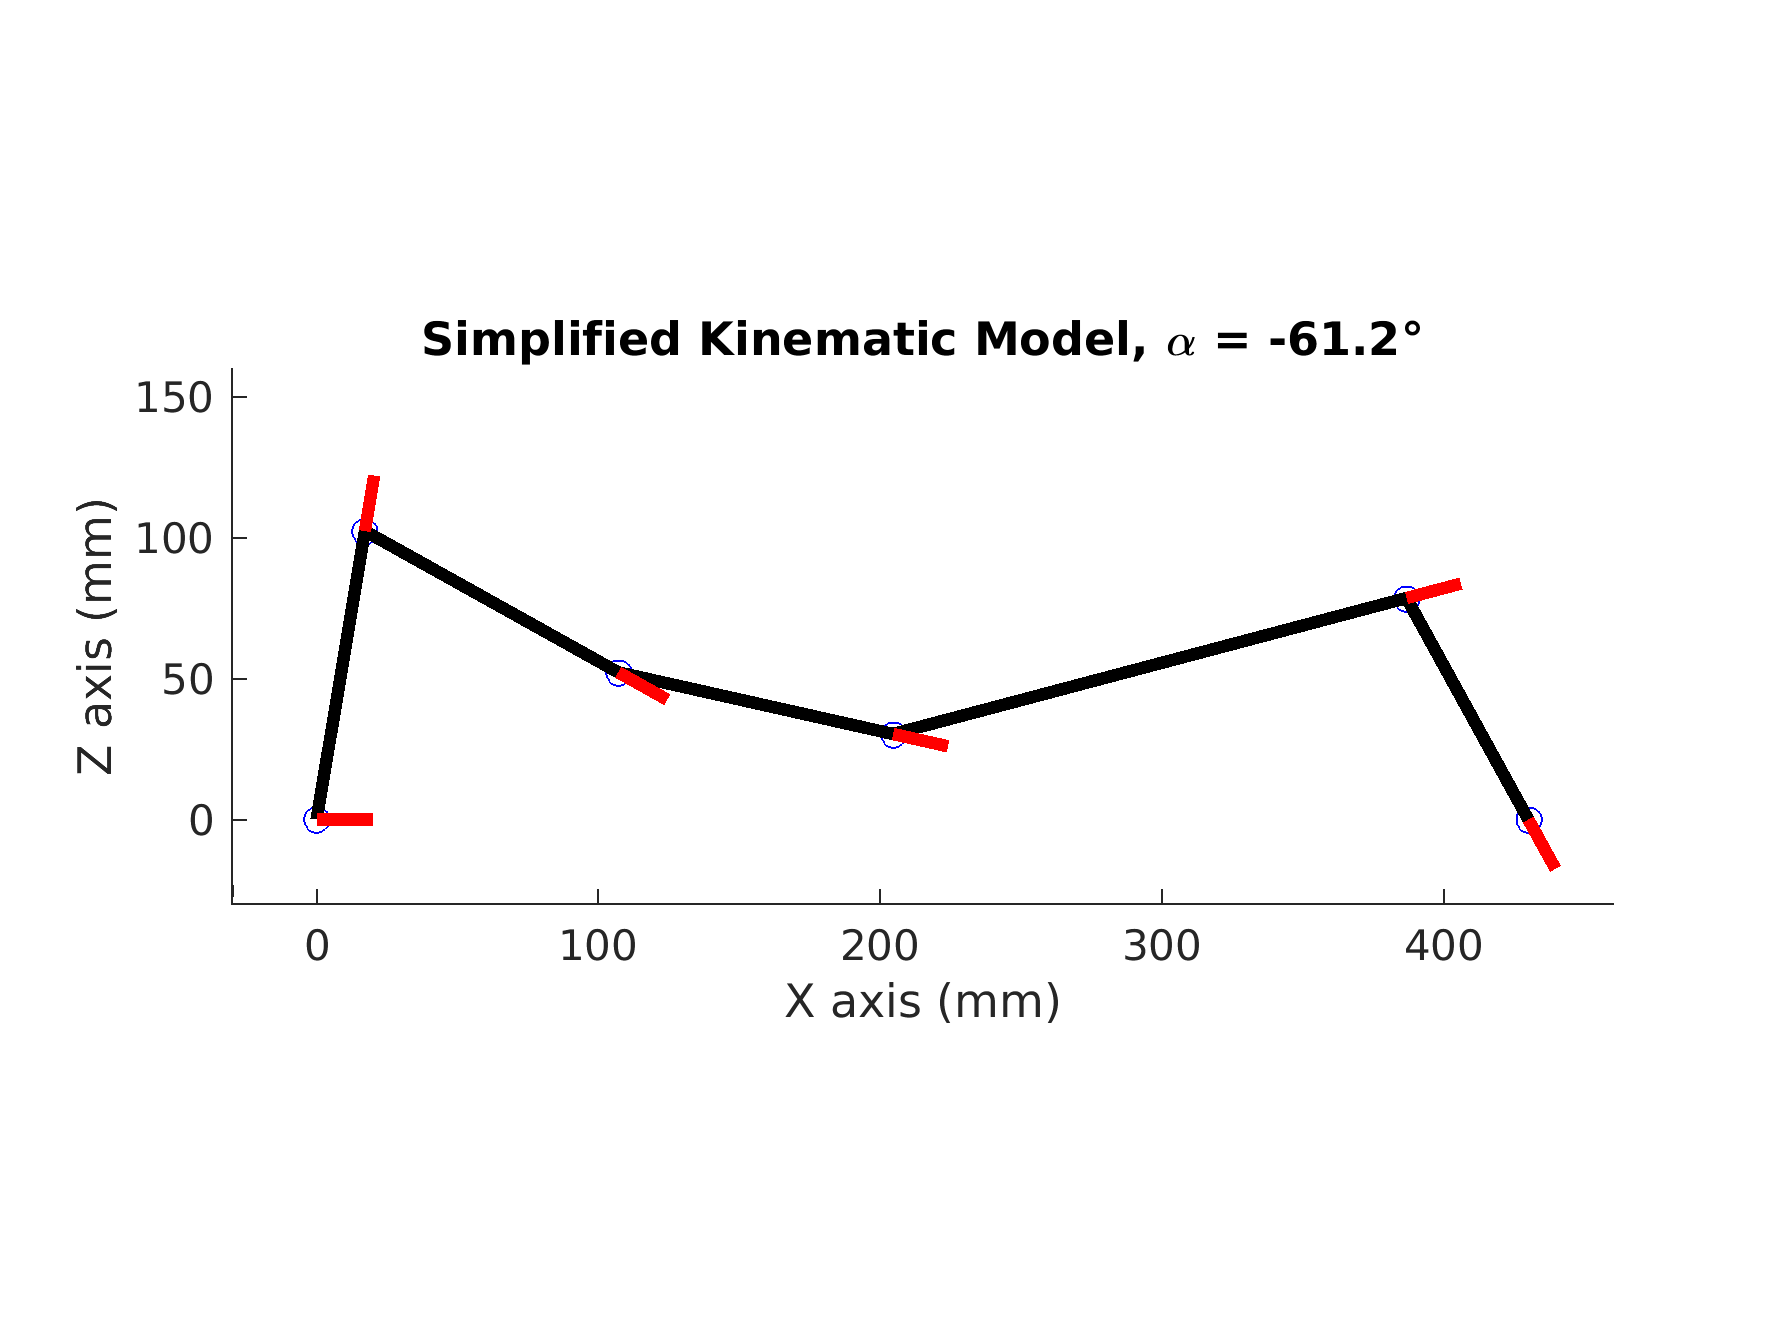 Simplified Kinematic Model, α = -61.2°
150
100
50
0
Z axis (mm)
0 100 200 300 400
X axis (mm)